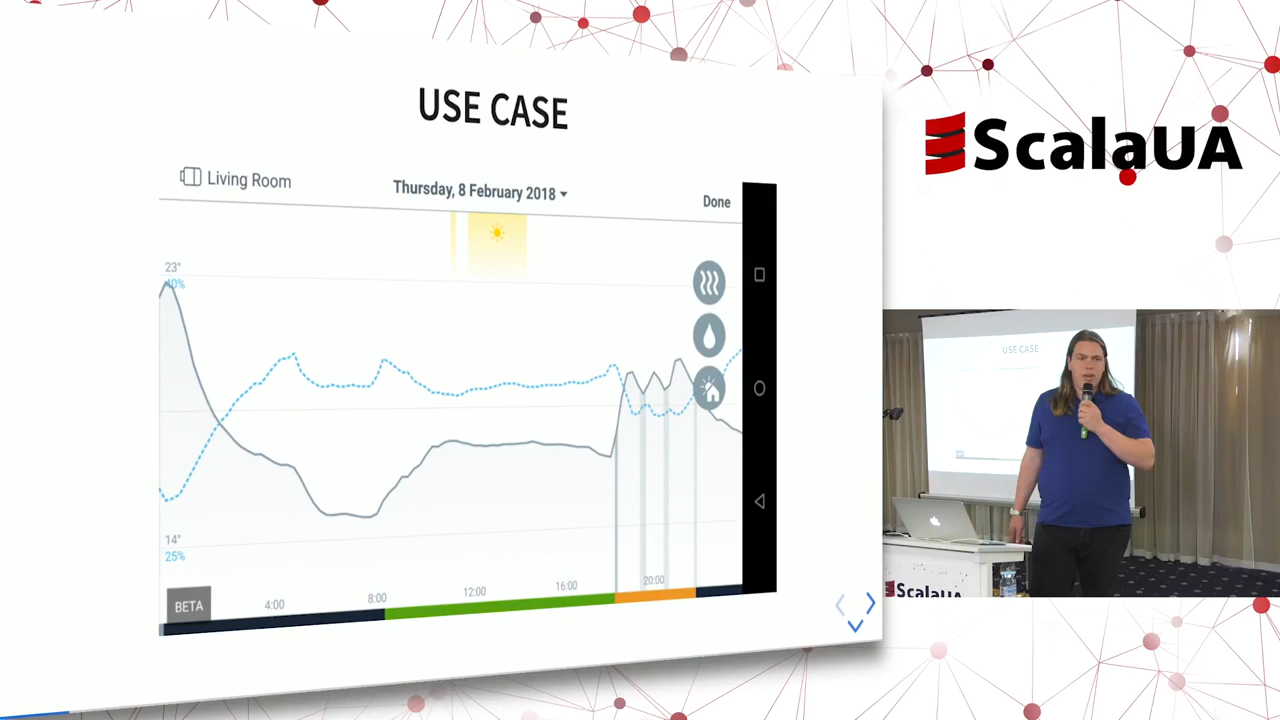 USE CASE
Living Room
Thursday, 8 February 2018
Done
23°
40%
14°
25%
BETA
4:00
8:00
12:00
16:00
20:00
ScalaUA
USE CASE
ScalaUA